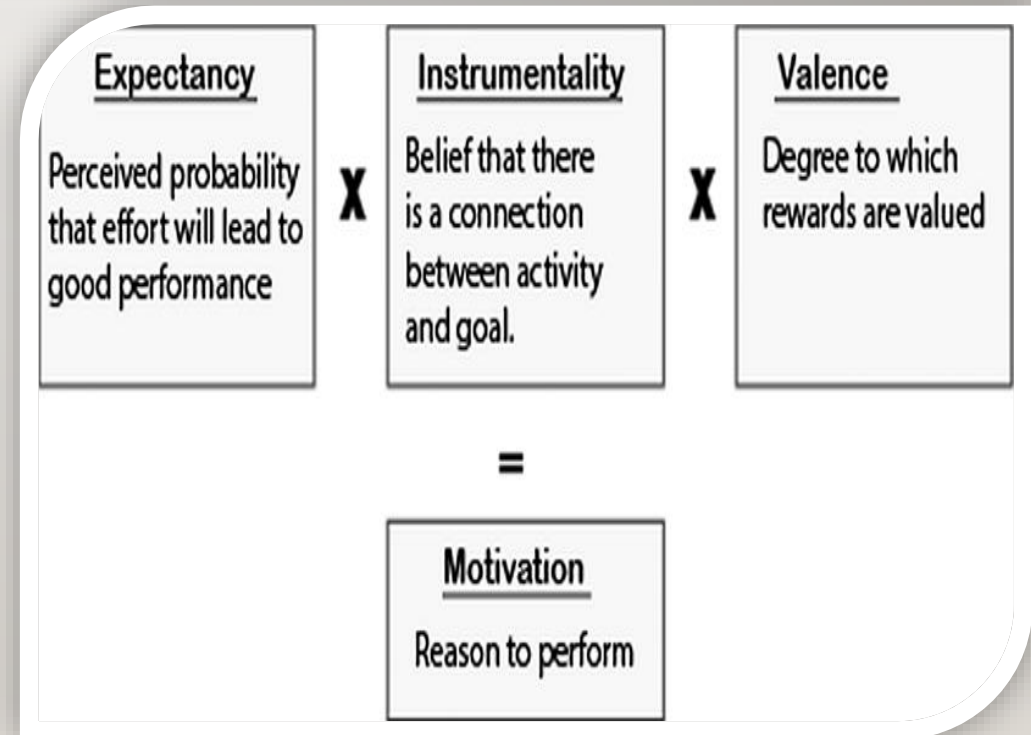 Expectancy
Perceived probability
that effort will lead to
good performance
X
Instrumentality
Belief that there
is a connection
between activity
and goal.
X
Valence
Degree to which
rewards are valued
=
Motivation
Reason to perform